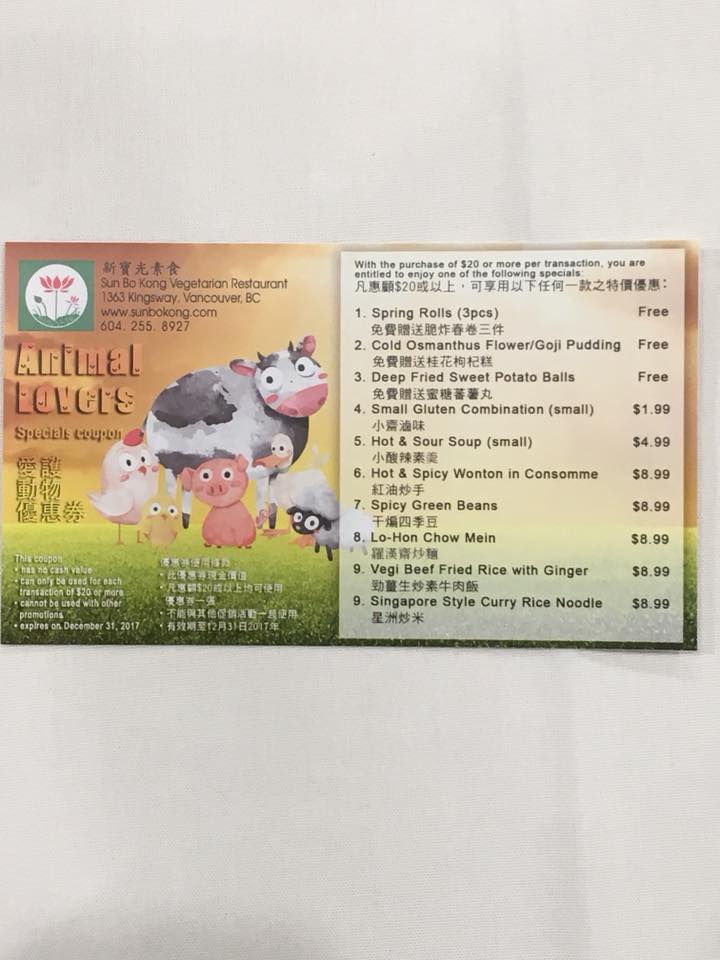 新寶光素食
Sun Bo Kong Vegetarian Restaurant
1363 Kingsway, Vancouver, BC
www.sunbokong.com
604. 255. 8927
Animal
Lovers
Specials coupon
愛護
動物
優惠券
This coupon
• has no cash value
• can only be used for each
transaction of $20 or more
• cannot be used with other
promotions
• expires on December 31, 2017
優惠券使用條款
• 此優惠券現金價值
• 凡惠顧$20或以上均可使用
優惠券一張
• 不能與其他促銷活動一起使用
• 有效期至12月31日2017年
With the purchase of $20 or more per transaction, you are
entitled to enjoy one of the following specials:
凡惠顧$20或以上，可享用以下任何一款之特價優惠：
1. Spring Rolls (3pcs) Free
免費贈送脆炸春卷三件
2. Cold Osmanthus Flower/Goji Pudding Free
免費贈送桂花枸杞糕
3. Deep Fried Sweet Potato Balls Free
免費贈送蜜糖蕃薯丸
4. Small Gluten Combination (small) $1.99
小齋滷味
5. Hot & Sour Soup (small) $4.99
小酸辣素羹
6. Hot & Spicy Wonton in Consomme $8.99
紅油炒手
7. Spicy Green Beans $8.99
干煸四季豆
8. Lo-Hon Chow Mein $8.99
羅漢齋炒麵
9. Vegi Beef Fried Rice with Ginger $8.99
勁薑生炒素牛肉飯
9. Singapore Style Curry Rice Noodle $8.99
星洲炒米